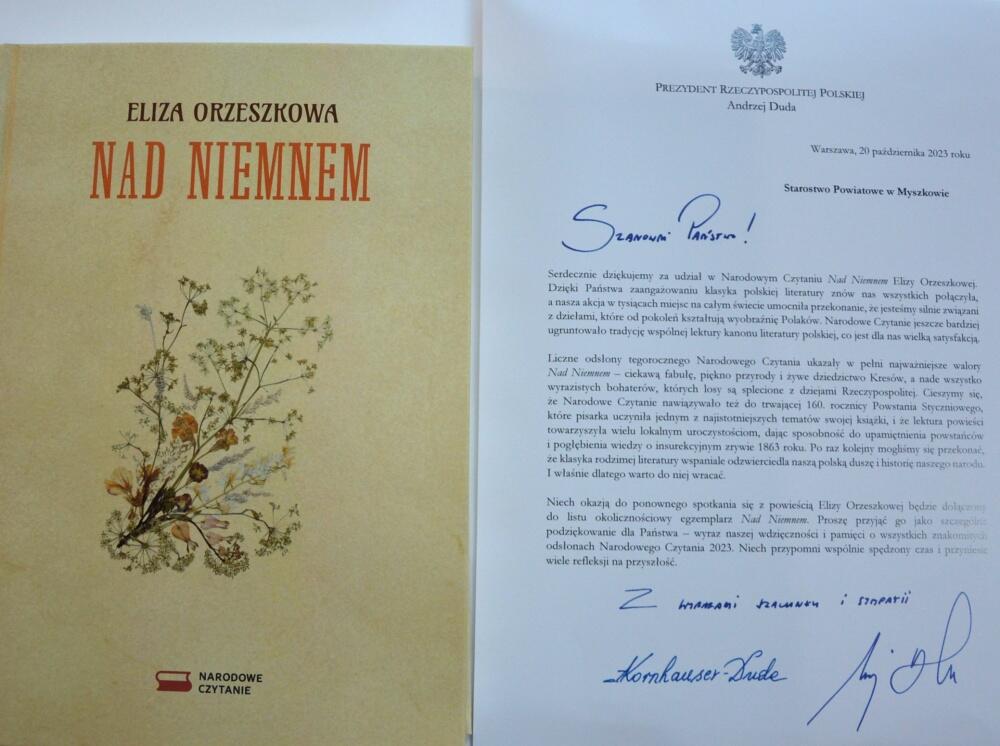 ELIZA ORZESZKOWA
NAD NIEMNEM
NARODOWE
CZYTANIE
PREZYDENT RZECZYPOSPOLITEJ POLSKIEJ
Andrzej Duda
Warszawa, 20 października 2023 roku
Starostwo Powiatowe w Myszkowie
Szanowni Państwo!
Serdecznie dziękujemy za udział w Narodowym Czytaniu Nad Niemnem Elizy Orzeszkowej.
Dzięki Państwa zaangażowaniu klasyka polskiej literatury znów nas wszystkich połączyła,
a nasza akcja w tysiącach miejsc na całym świecie umocniła przekonanie, że jesteśmy silnie związani
z dziełami, które od pokoleń kształtują wyobraźnię Polaków. Narodowe Czytanie jeszcze bardziej
ugruntowało tradycję wspólnej lektury kanonu literatury polskiej, co jest dla nas wielką satysfakcją.
Liczne odsłony tegorocznego Narodowego Czytania ukazały w pełni najważniejsze walory
Nad Niemnem – ciekawą fabułę, piękno przyrody i żywe dziedzictwo Kresów, a nade wszystko
wyrazistych bohaterów, których losy są splecione z dziejami Rzeczypospolitej. Cieszymy się,
że Narodowe Czytanie nawiązywało też do trwającej 160. rocznicy Powstania Styczniowego,
które pisarka uczyniła jednym z najistotniejszych tematów swojej książki, i że lektura powieści
towarzyszyła wielu lokalnym uroczystościom, dając sposobność do upamiętnienia powstańców
i pogłębienia wiedzy o insurekcyjnym zrywie 1863 roku. Po raz kolejny mogliśmy się przekonać,
że klasyka rodzimej literatury wspaniale odzwierciedla naszą polską duszę i historię naszego narodu.
I właśnie dlatego warto do niej wracać.
Niech okazją do ponownego spotkania się z powieścią Elizy Orzeszkowej będzie dołączony
do listu okolicznościowy egzemplarz Nad Niemnem. Proszę przyjąć go jako szczególne
podziękowanie dla Państwa – wyraz naszej wdzięczności i pamięci o wszystkich znakomitych
odsłonach Narodowego Czytania 2023. Niech przypomni wspólnie spędzony czas i przyniesie
wiele refleksji na przyszłość.
Z wyrazami szacunku i sympatii
Kornhauser-Duda